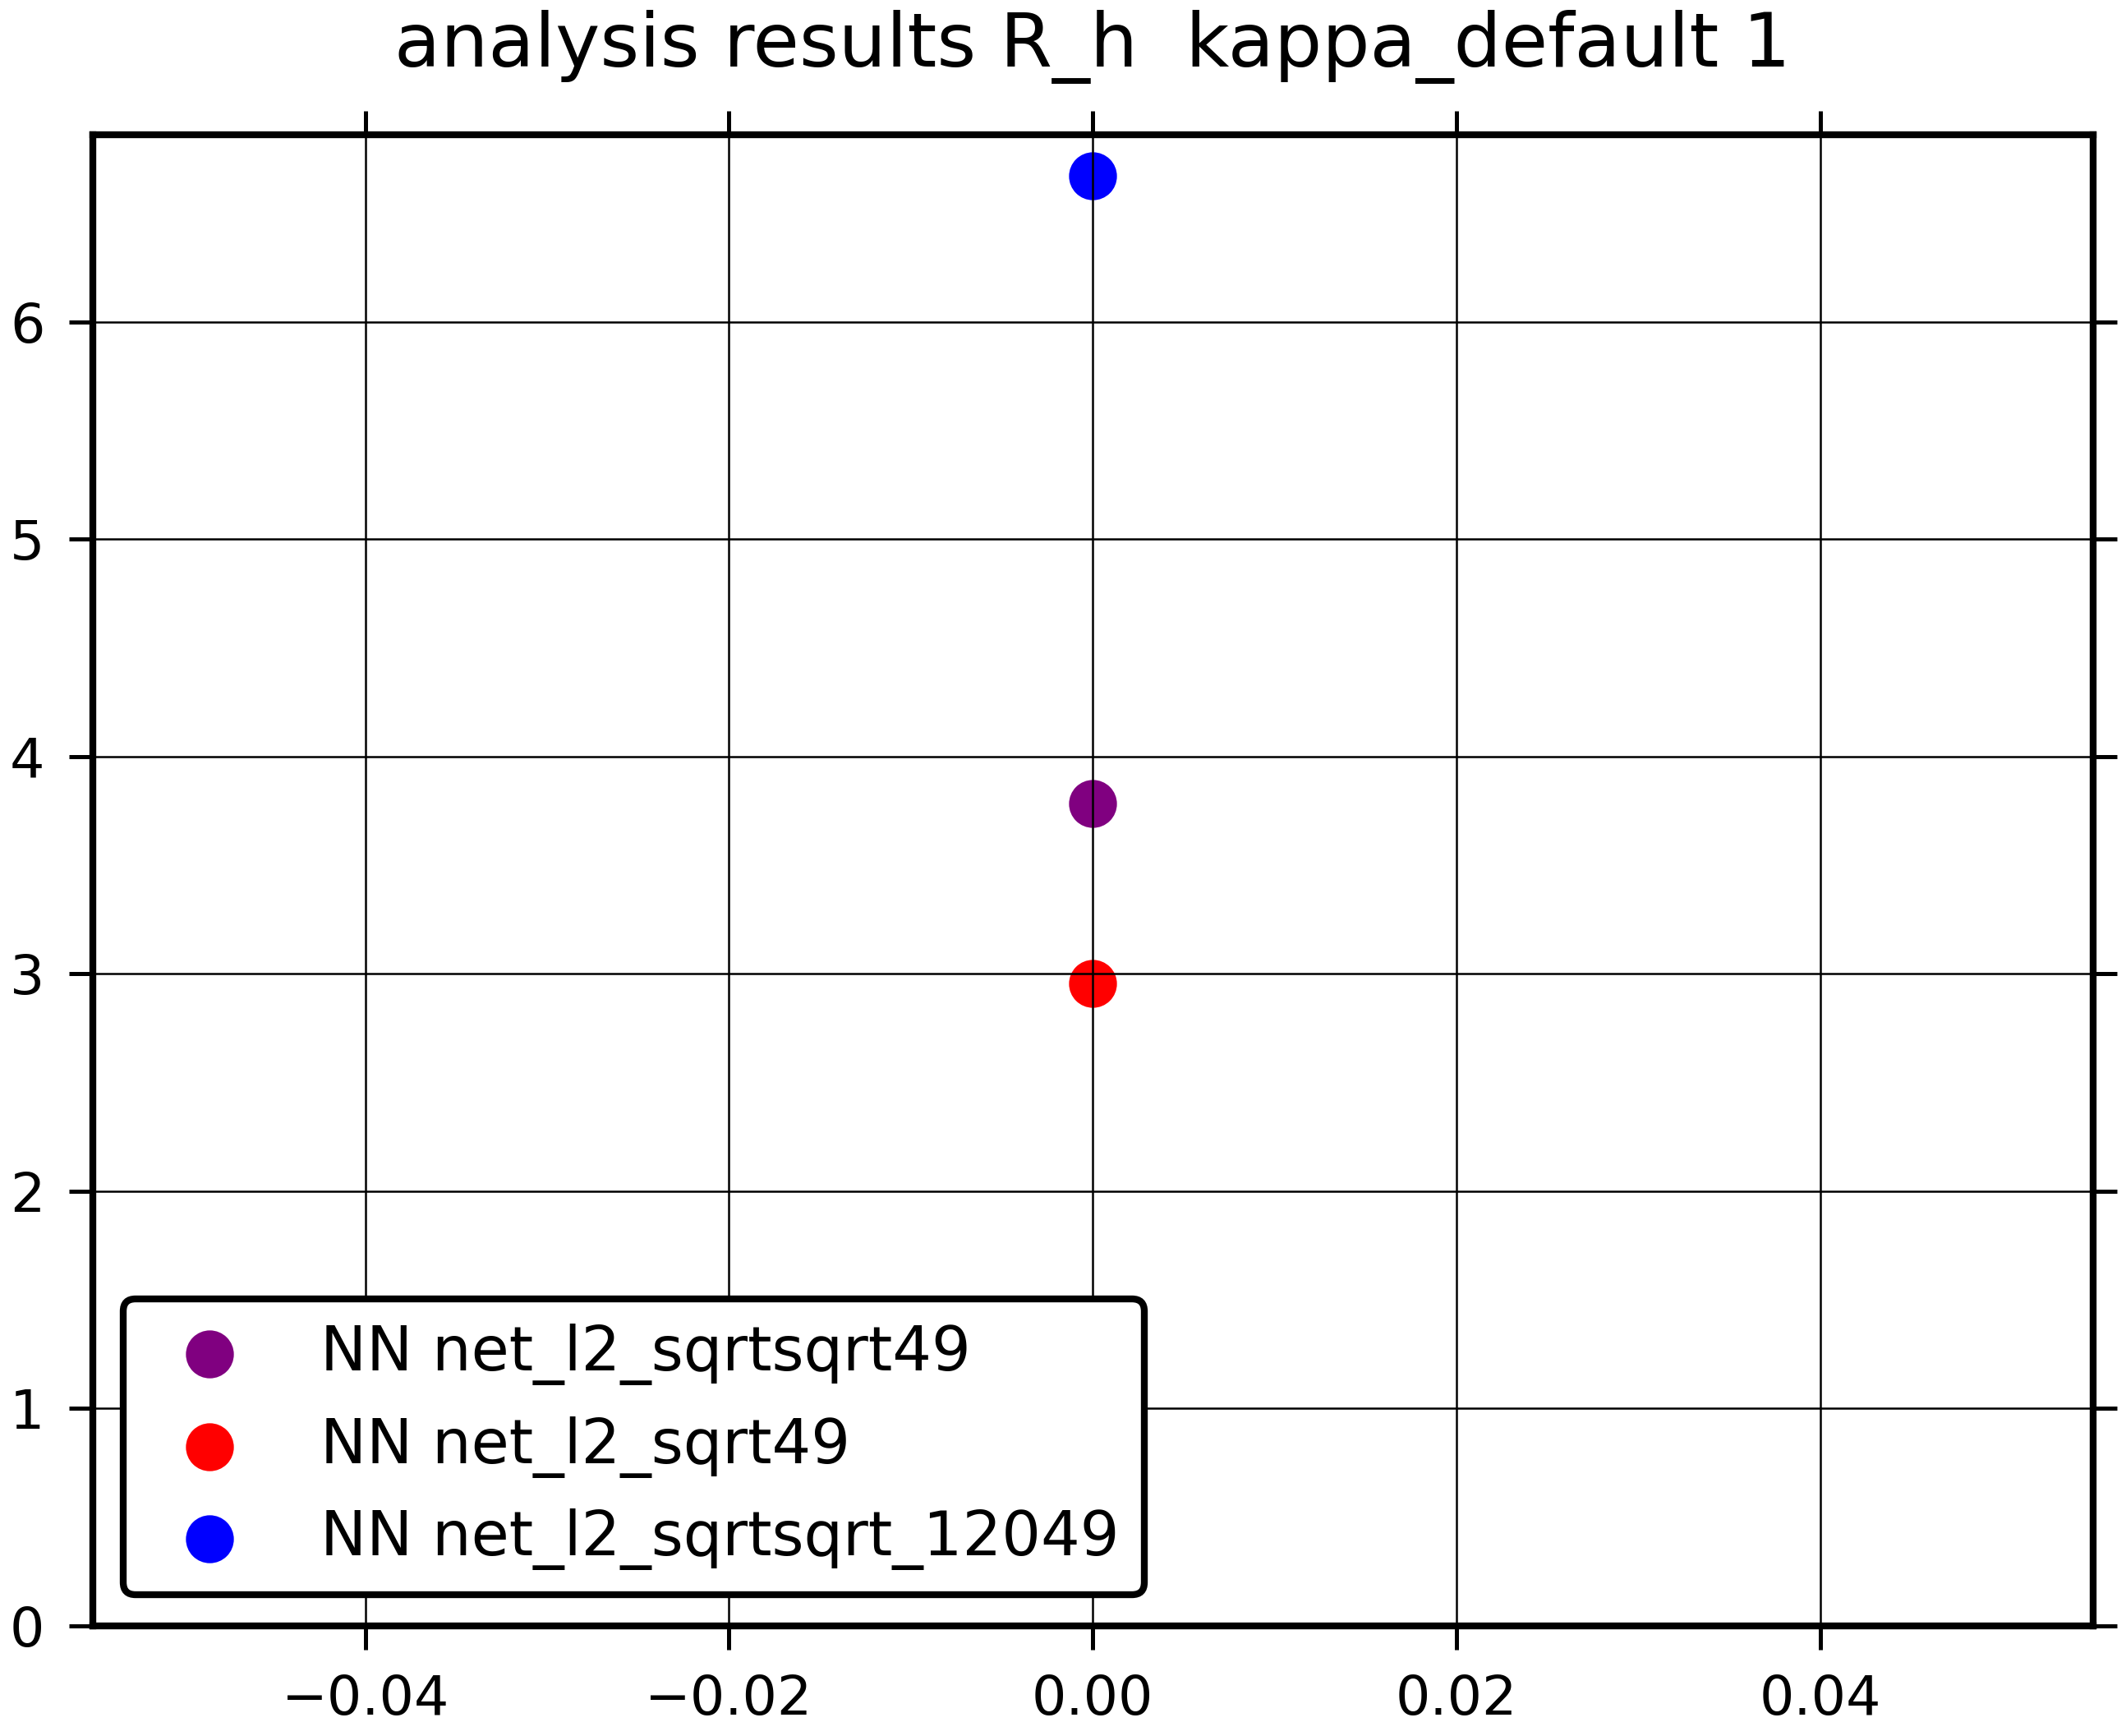 analysis results R_h  kappa_default 1
6
5
4
3
2
1
0
NN net_l2_sqrtsqrt49
NN net_l2_sqrt49
NN net_l2_sqrtsqrt_12049
−0.04 −0.02 0.00 0.02 0.04